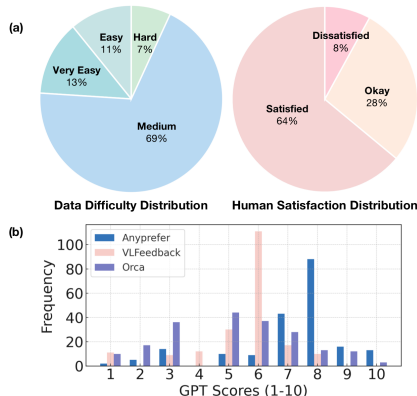 (a)
Easy
11%
Hard
7%
Very Easy
13%
Medium
69%
Dissatisfied
8%
Okay
28%
Satisfied
64%
Data Difficulty Distribution
Human Satisfaction Distribution
(b)
Anyprefer
VLFeedback
Orca
Frequency
100
80
60
40
20
0
1 2 3 4 5 6 7 8 9 10
GPT Scores (1-10)